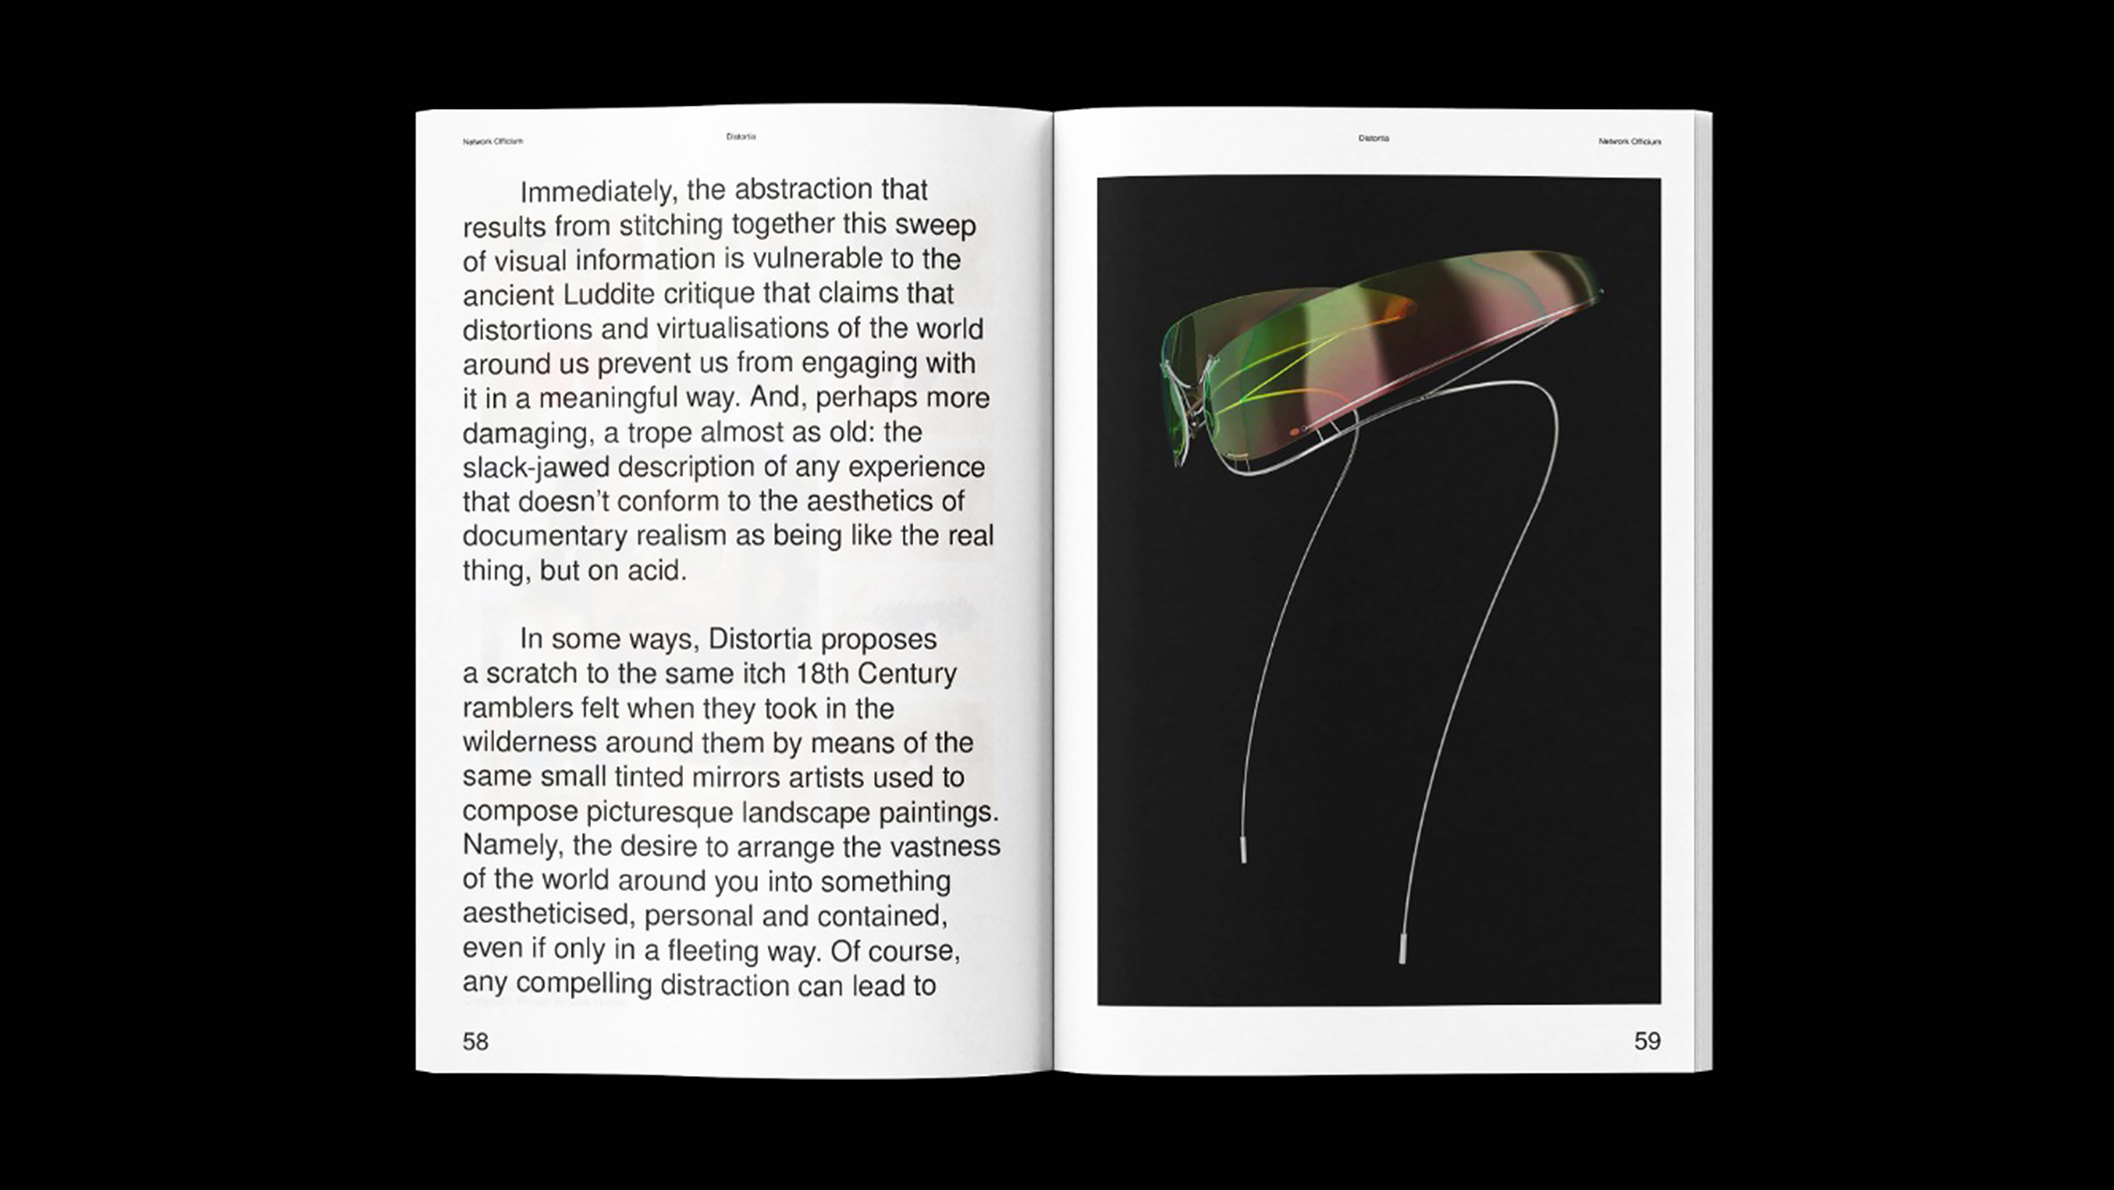 Network Officium
Distortia
Immediately, the abstraction that
results from stitching together this sweep
of visual information is vulnerable to the
ancient Luddite critique that claims that
distortions and virtualisations of the world
around us prevent us from engaging with
it in a meaningful way. And, perhaps more
damaging, a trope almost as old: the
slack-jawed description of any experience
that doesn’t conform to the aesthetics of
documentary realism as being like the real
thing, but on acid.
In some ways, Distortia proposes
a scratch to the same itch 18th Century
ramblers felt when they took in the
wilderness around them by means of the
same small tinted mirrors artists used to
compose picturesque landscape paintings.
Namely, the desire to arrange the vastness
of the world around you into something
aestheticised, personal and contained,
even if only in a fleeting way. Of course,
any compelling distraction can lead to
58
Distortia
Network Officium
59